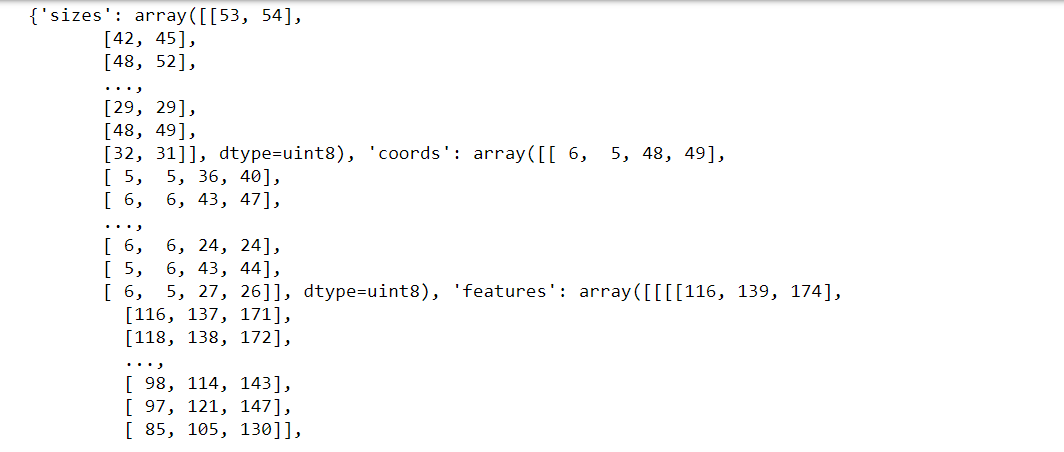 {'sizes': array([[53, 54],
[42, 45],
[48, 52],
...,
[29, 29],
[48, 49],
[32, 31]], dtype=uint8), 'coords': array([[ 6,  5, 48, 49],
[ 5,  5, 36, 40],
[ 6,  6, 43, 47],
...,
[ 6,  6, 24, 24],
[ 5,  6, 43, 44],
[ 6,  5, 27, 26]], dtype=uint8), 'features': array([[[[116, 139, 174],
[116, 137, 171],
[118, 138, 172],
...,
[ 98, 114, 143],
[ 97, 121, 147],
[ 85, 105, 130]],